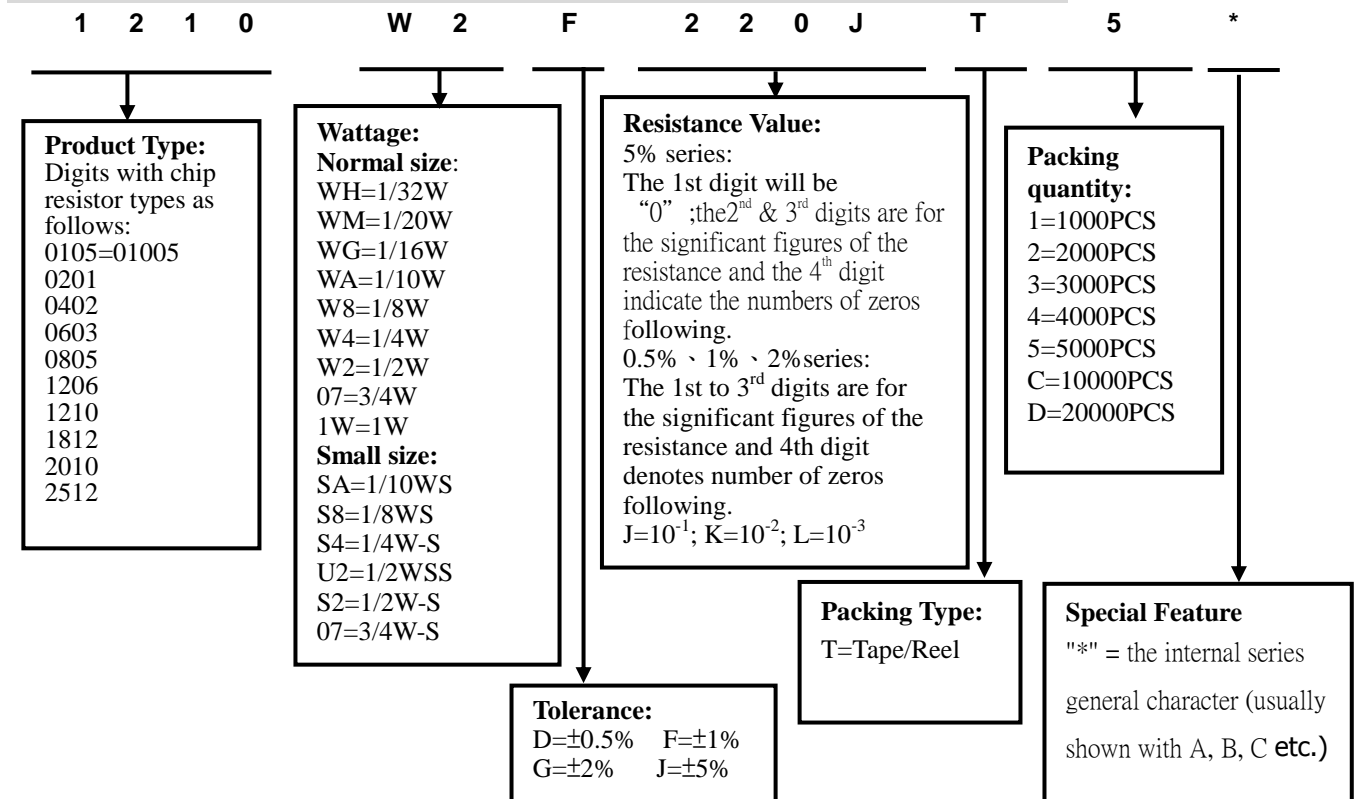 1 2 1 0 W 2 F 2 2 0 J T 5 *
Product Type:
Digits with chip
resistor types as
follows:
0105=01005
0201
0402
0603
0805
1206
1210
1812
2010
2512
Wattage:
Normal size:
WH=1/32W
WM=1/20W
WG=1/16W
WA=1/10W
W8=1/8W
W4=1/4W
W2=1/2W
07=3/4W
1W=1W
Small size:
SA=1/10WS
S8=1/8WS
S4=1/4W-S
U2=1/2WSS
S2=1/2W-S
07=3/4W-S
Tolerance:
D=±0.5% F=±1%
G=±2% J=±5%
Resistance Value:
5% series:
The 1st digit will be
“0” ;the2nd & 3rd digits are for
the significant figures of the
resistance and the 4th digit
indicate the numbers of zeros
following.
0.5%、1%、2%series:
The 1st to 3rd digits are for
the significant figures of the
resistance and 4th digit
denotes number of zeros
following.
J=10-1; K=10-2; L=10-3
Packing Type:
T=Tape/Reel
Packing
quantity:
1=1000PCS
2=2000PCS
3=3000PCS
4=4000PCS
5=5000PCS
C=10000PCS
D=20000PCS
Special Feature
"*" = the internal series
general character (usually
shown with A, B, C etc.)